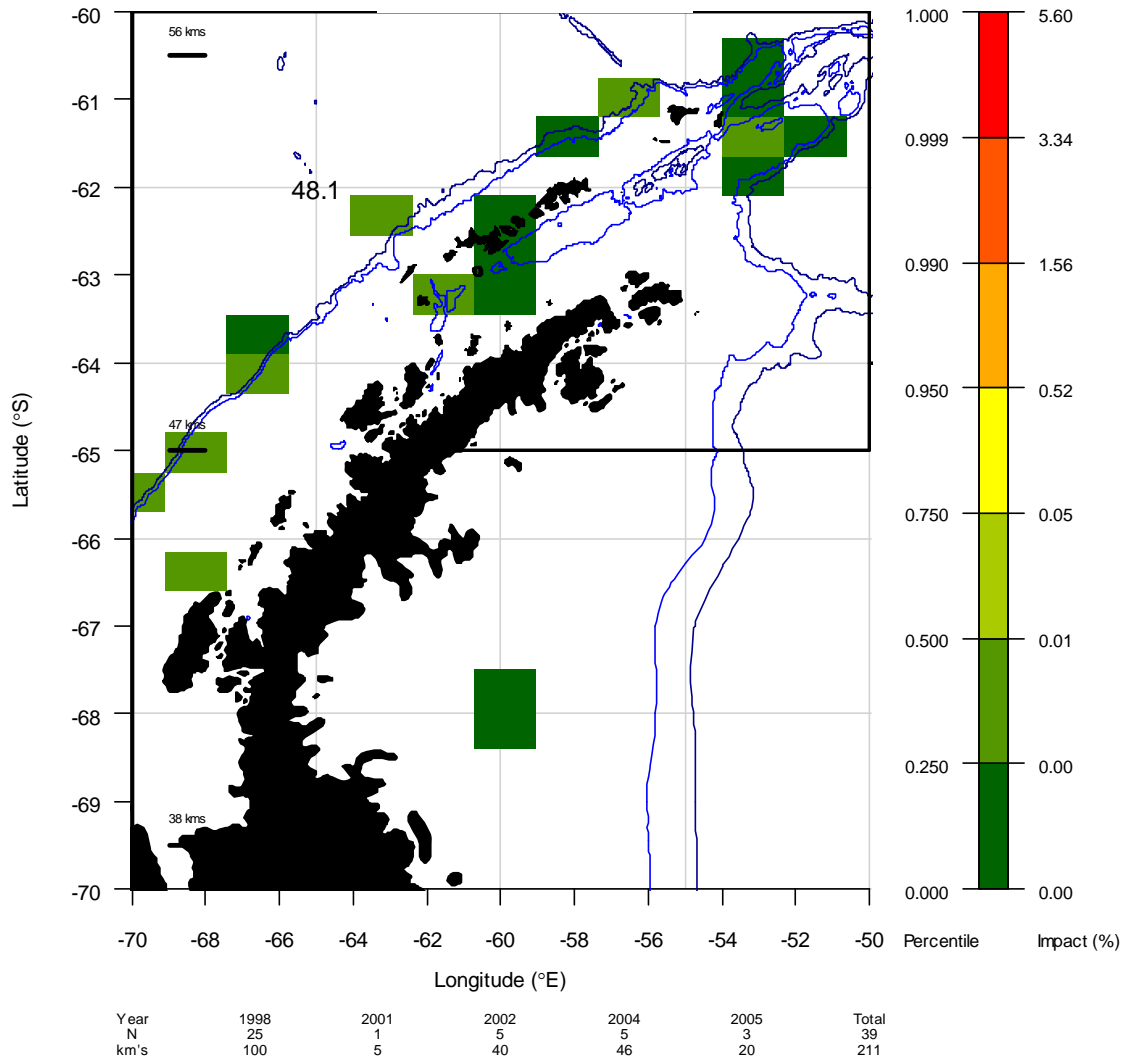 -60
56 kms
1.000
5.60
-61
0.999
3.34
-62
48.1
-63
0.990
1.56
-64
0.950
0.52
Latitude (°S)
47 kms
-65
0.750
0.05
-66
-67
0.500
0.01
-68
0.250
0.00
-69
38 kms
-70
0.000
0.00
-70 -68 -66 -64 -62 -60 -58 -56 -54 -52 -50
Percentile
Impact (%)
Longitude (°E)
Year 1998 2001 2002 2004 2005 Total
N 25 1 5 5 3 39
km's 100 5 40 46 20 211